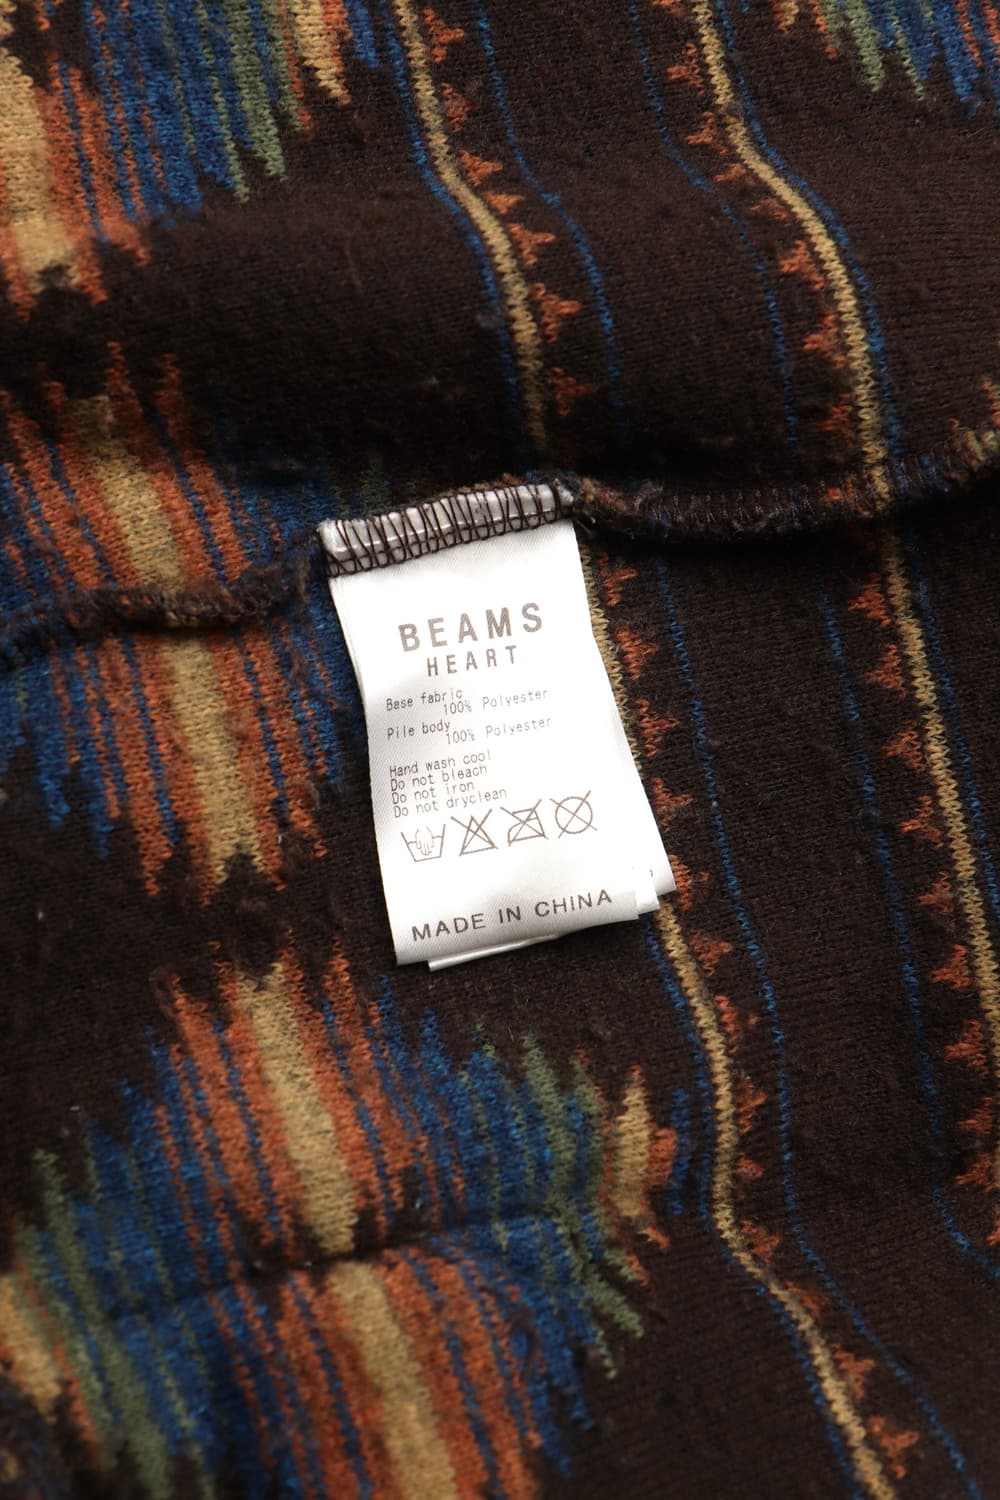 BEAMS
HEART
Base fabric
100% Polyester
Pile body
100% Polyester
Hand wash cool
Do not bleach
Do not iron
Do not dryclean
MADE IN CHINA